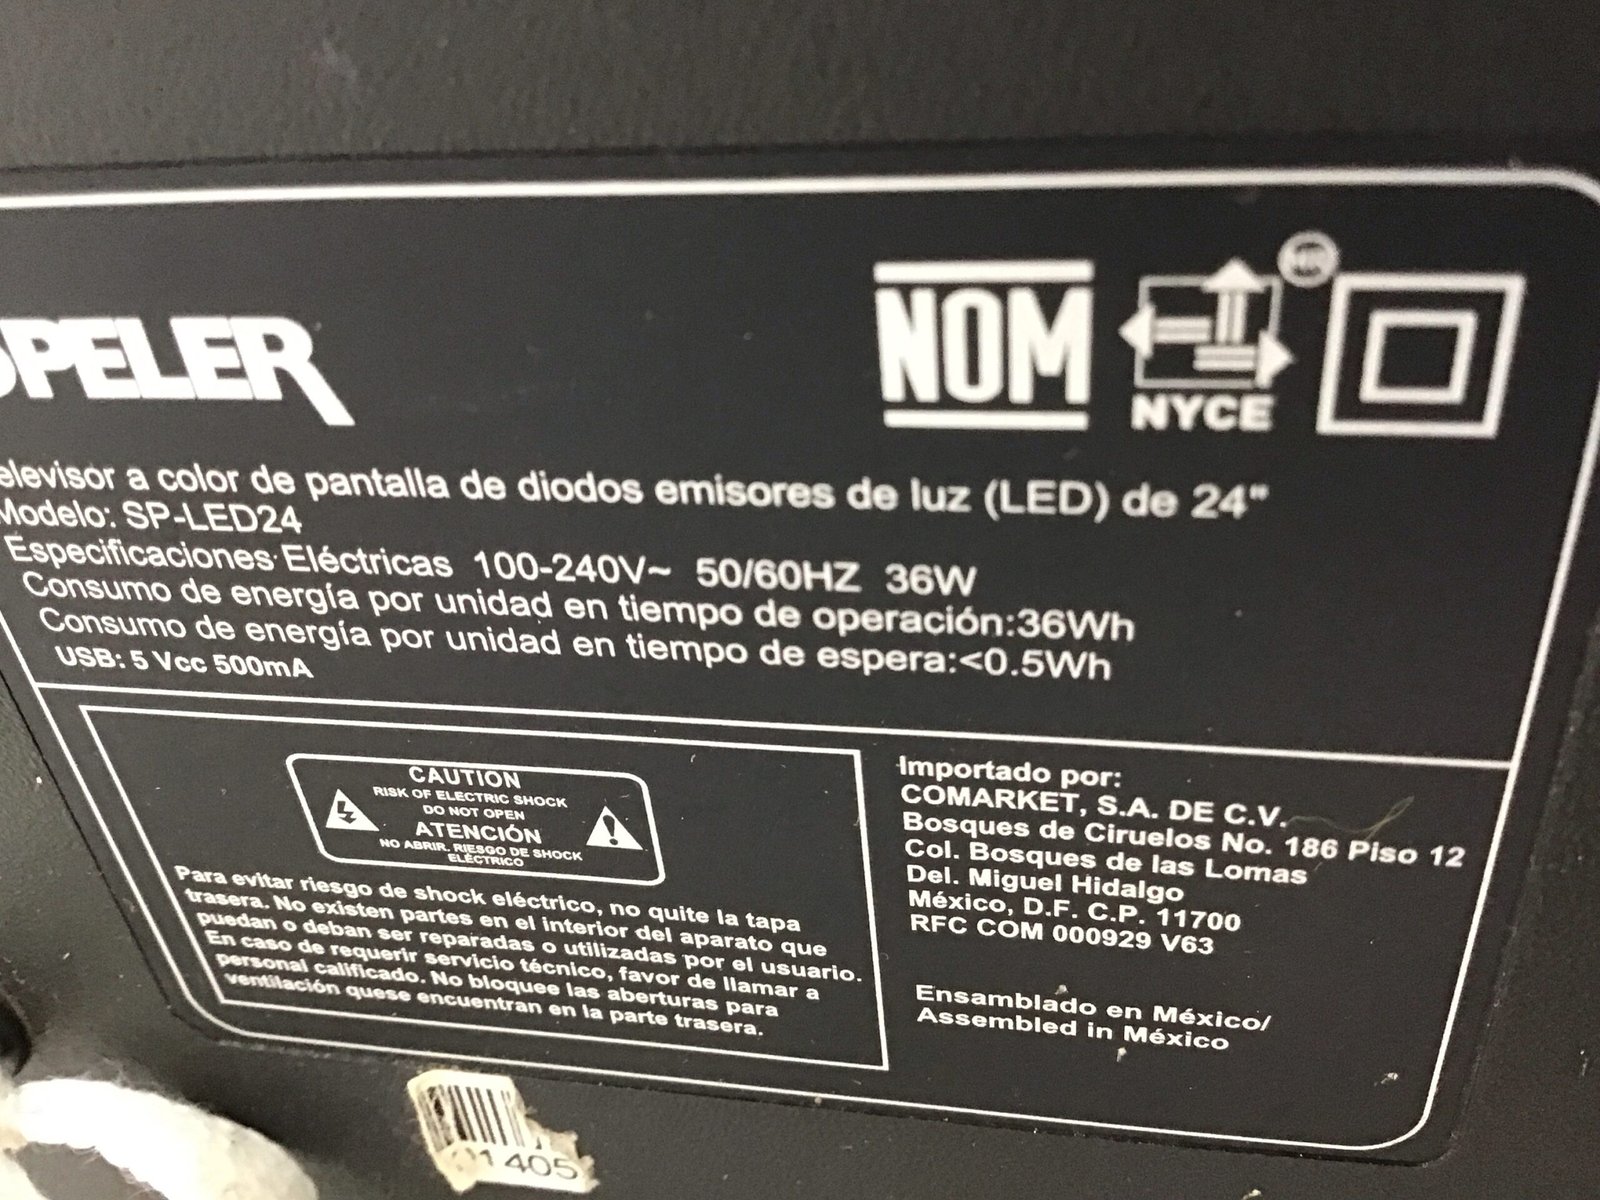 SPELER
NOM
NYCE
MR
elevisor a color de pantalla de diodos emisores de luz (LED) de 24"
Modelo: SP-LED24
Especificaciones Eléctricas 100-240V~ 50/60HZ 36W
Consumo de energía por unidad en tiempo de operación:36Wh
Consumo de energía por unidad en tiempo de espera:<0.5Wh
USB: 5 Vcc 500mA
CAUTION
RISK OF ELECTRIC SHOCK
DO NOT OPEN
ATENCIÓN
NO ABRIR. RIESGO DE SHOCK
ELÉCTRICO
Para evitar riesgo de shock eléctrico, no quite la tapa
trasera. No existen partes en el interior del aparato que
puedan o deban ser reparadas o utilizadas por el usuario.
En caso de requerir servicio técnico, favor de llamar a
personal calificado. No bloquee las aberturas para
ventilación quese encuentran en la parte trasera.
Importado por:
COMARKET, S.A. DE C.V.
Bosques de Ciruelos No. 186 Piso 12
Col. Bosques de las Lomas
Del. Miguel Hidalgo
México, D.F. C.P. 11700
RFC COM 000929 V63
Ensamblado en México/
Assembled in México
1405